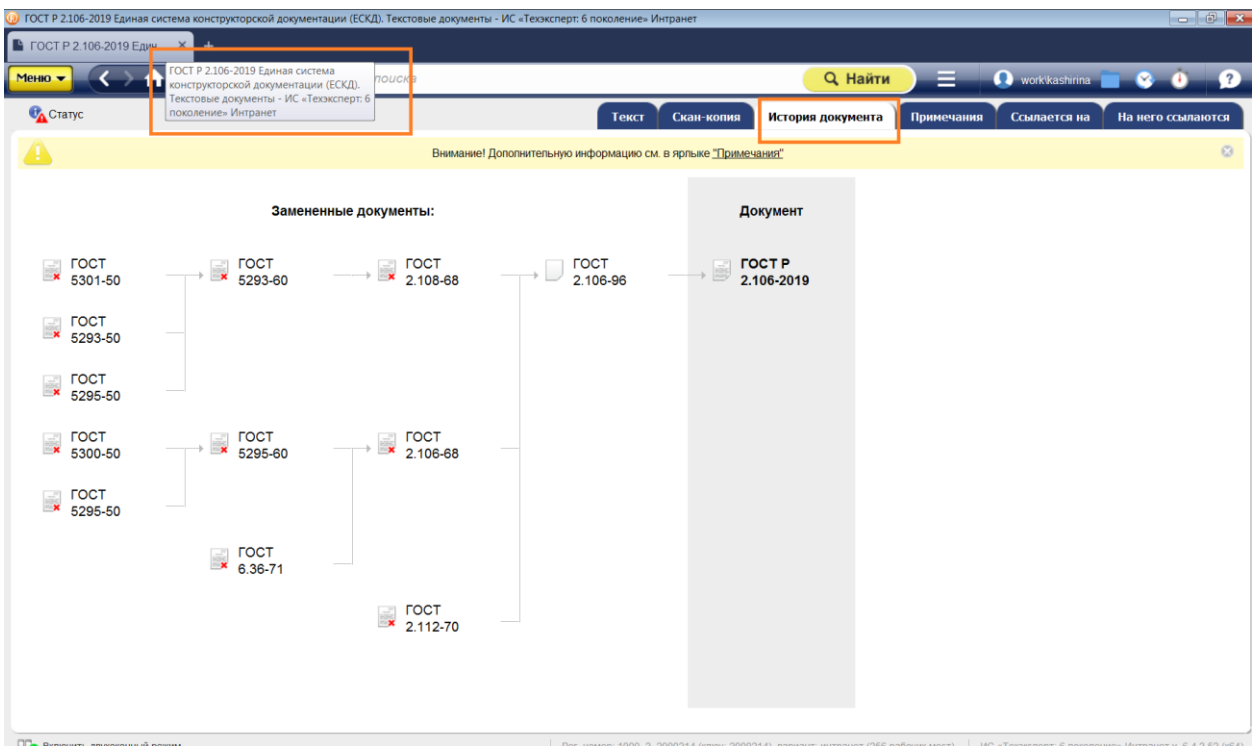 ГОСТ Р 2.106-2019 Единая система конструкторской документации (ЕСКД). Текстовые документы - ИС «Техэксперт: 6 поколение» Интранет
ГОСТ Р 2.106-2019 Един
Меню
поиска
Найти
work\kashirina
ГОСТ Р 2.106-2019 Единая система
конструкторской документации (ЕСКД).
Текстовые документы - ИС «Техэксперт: 6
поколение» Интранет
Статус
Текст
Скан-копия
История документа
Примечания
Ссылается на
На него ссылаются
Внимание! Дополнительную информацию см. в ярлыке "Примечания"
Замененные документы:
Документ
ГОСТ
5301-50
ГОСТ
5293-60
ГОСТ
2.108-68
ГОСТ
2.106-96
ГОСТ Р
2.106-2019
ГОСТ
5293-50
ГОСТ
5295-50
ГОСТ
5300-50
ГОСТ
5295-60
ГОСТ
2.106-68
ГОСТ
5295-50
ГОСТ
6.36-71
ГОСТ
2.112-70
Включить двухоконный режим